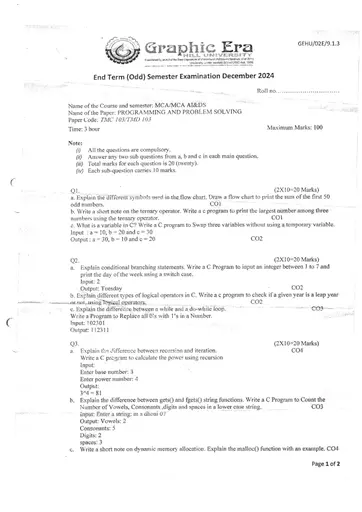 GEHU/02E/9.1.3
Graphic Era
HILL UNIVERSITY
End Term (Odd) Semester Examination December 2024
Roll no
Name of the Course and semester: MCA/MCA AI&DS
Name of the Paper: PROGRAMMING AND PROBLEM SOLVING
Paper Code: TMC 103/TMD 103
Time: 3 hour Maximum Marks: 100
Note:
(i) All the questions are compulsory.
(ii) Answer any two sub questions from a, b and c in each main question.
(iii) Total marks for each question is 20 (twenty).
(iv) Each sub-question carries 10 marks.
Q1. (2X10=20 Marks)
a. Explain the different symbols used in the flow chart. Draw a flow chart to print the sum of the first 50
odd numbers. CO1
b. Write a short note on the ternary operator. Write a c program to print the largest number among three
numbers using the ternary operator. CO1
c. What is a variable in C? Write a C program to Swap three variables without using a temporary variable.
Input : a = 10, b = 20 and c = 30
Output : a = 30, b = 10 and c = 20 CO2
Q2. (2X10=20 Marks)
a. Explain conditional branching statements. Write a C Program to input an integer between 1 to 7 and
print the day of the week using a switch case.
Input: 2
Output: Tuesday CO2
b. Explain different types of logical operators in C. Write a c program to check if a given year is a leap year
or not, using logical operators. CO2
c. Explain the difference between a while and a do-while loop. CO3
Write a Program to Replace all 0's with 1's in a Number.
Input: 102301
Output: 112311
Q3. (2X10=20 Marks)
a. Explain the difference between recursion and iteration. CO4
Write a C program to calculate the power using recursion
Input:
Enter base number: 3
Enter power number: 4
Output:
3^4 = 81
b. Explain the difference between gets() and fgets() string functions. Write a C Program to Count the
Number of Vowels, Consonants ,digits and spaces in a lower case string. CO3
Input: Enter a string: m a dsoni 07
Output: Vowels: 2
Consonants: 5
Digits: 2
spaces: 3
c. Write a short note on dynamic memory allocation. Explain the malloc() function with an example. CO4
Page 1 of 2